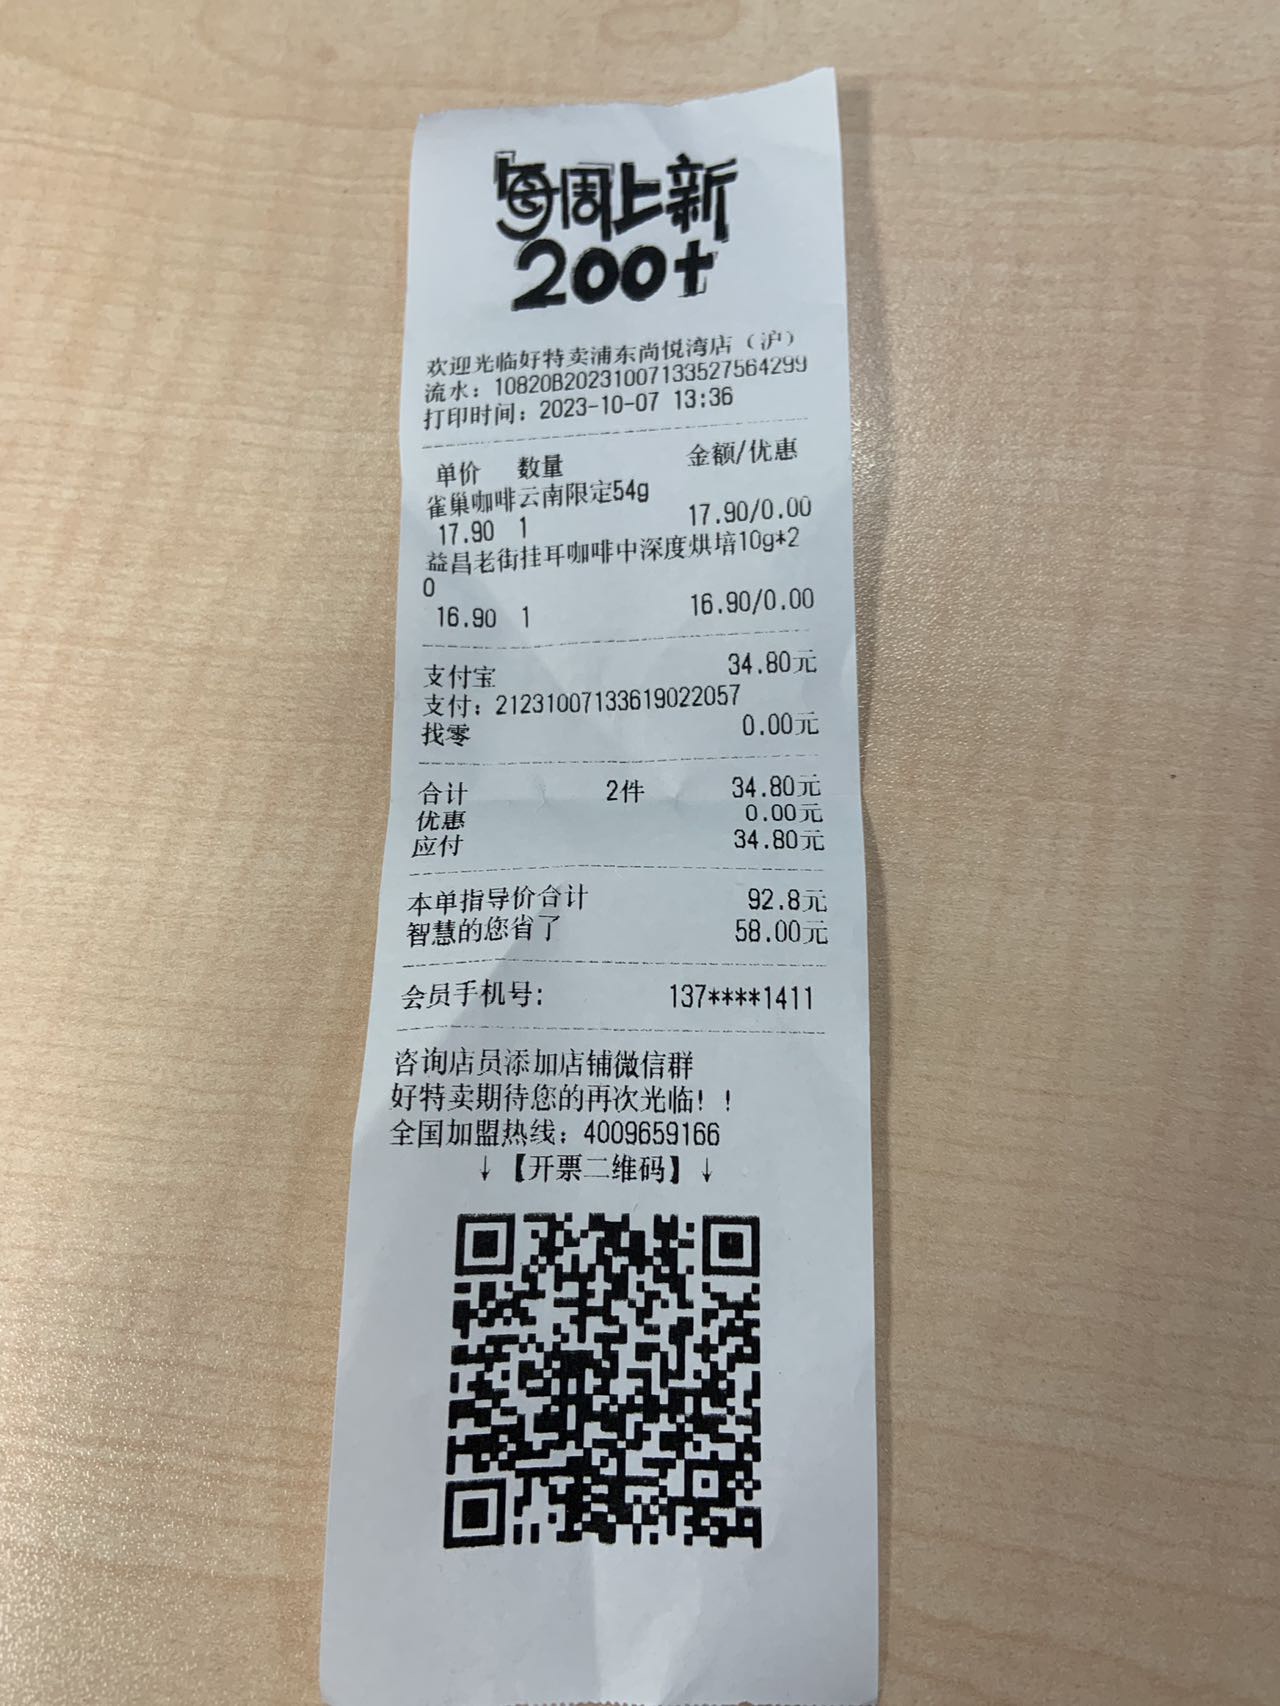 每周上新
200+
欢迎光临好特卖浦东尚悦湾店（沪）
流水：10820B20231007133527564299
打印时间：2023-10-07 13:36
单价 数量 金额/优惠
雀巢咖啡云南限定54g
17.90 1 17.90/0.00
益昌老街挂耳咖啡中深度烘培10g*2
0
16.90 1 16.90/0.00
支付宝 34.80元
支付：21231007133619022057
找零 0.00元
合计 2件 34.80元
优惠 0.00元
应付 34.80元
本单指导价合计 92.8元
智慧的您省了 58.00元
会员手机号: 137****1411
咨询店员添加店铺微信群
好特卖期待您的再次光临！！
全国加盟热线：4009659166
↓【开票二维码】↓